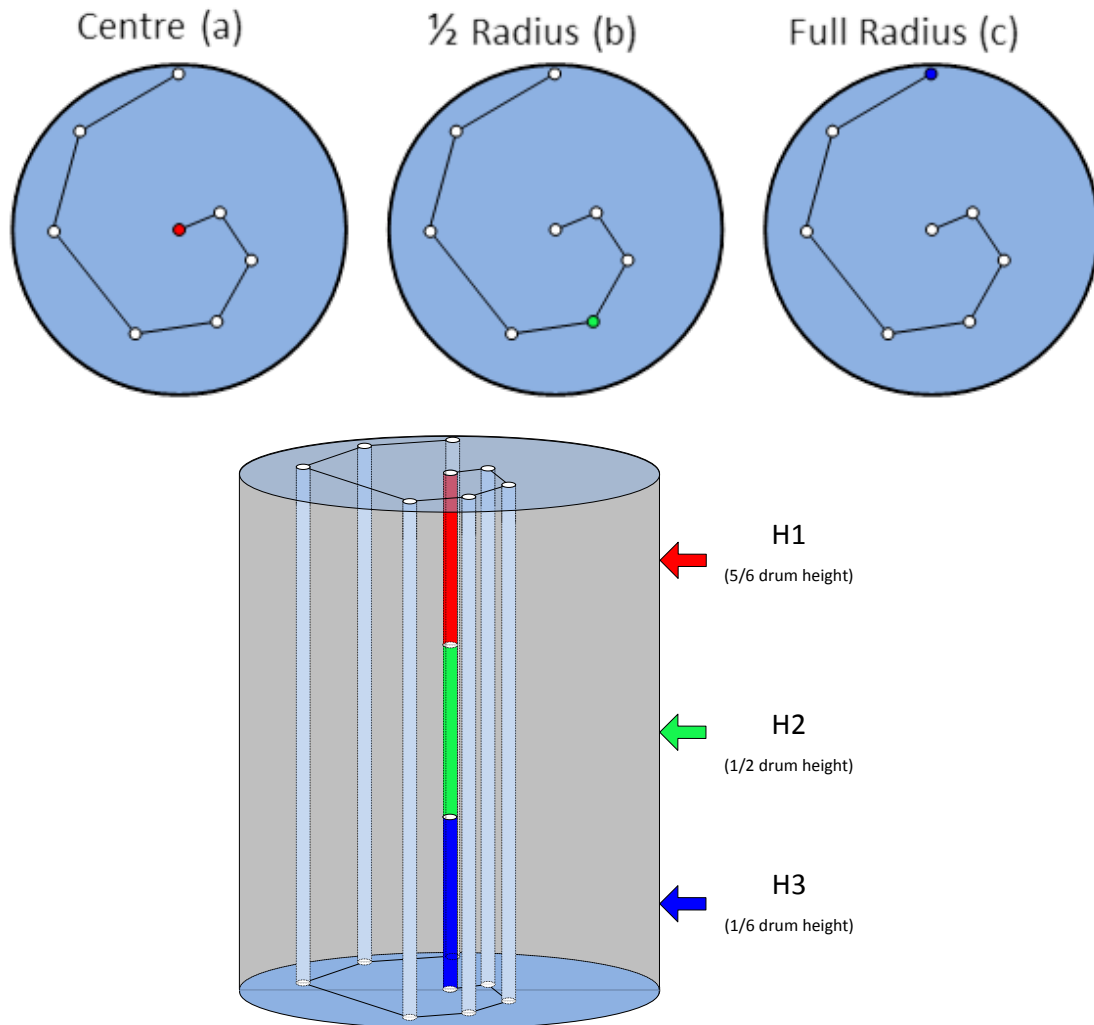 Centre (a)
½ Radius (b)
Full Radius (c)
H1
(5/6 drum height)
H2
(1/2 drum height)
H3
(1/6 drum height)